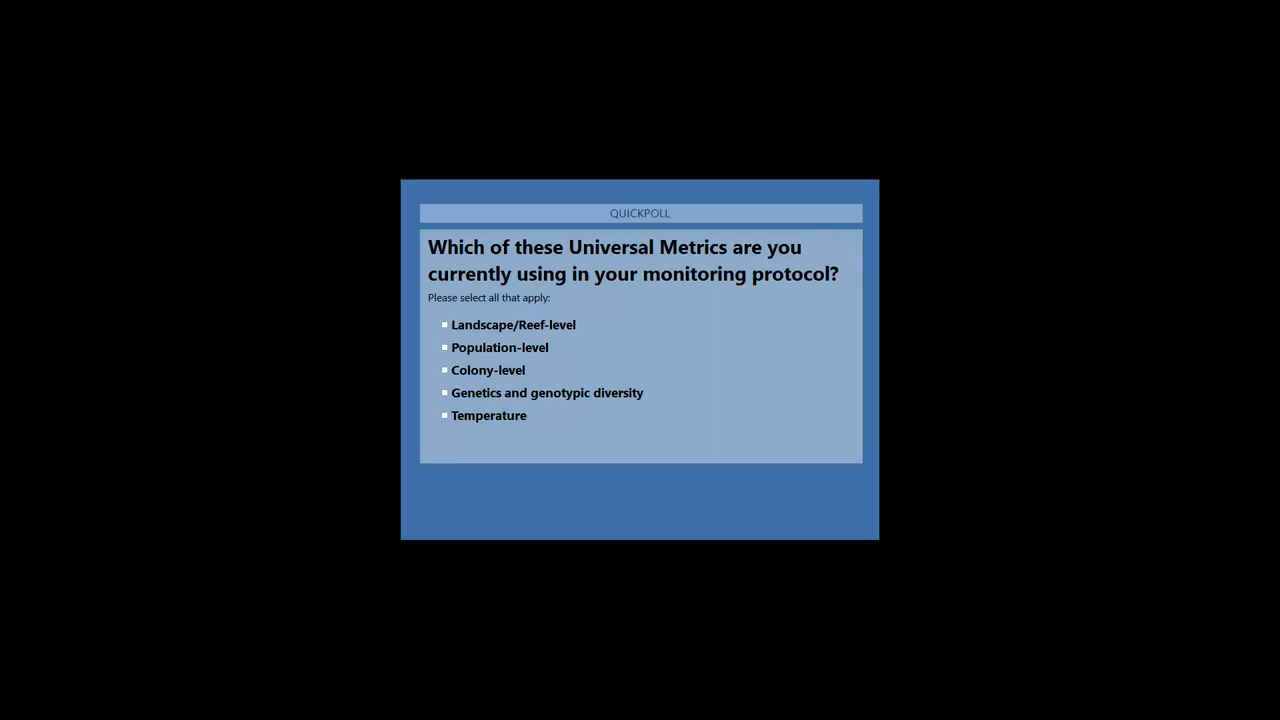 QUICKPOLL
Which of these Universal Metrics are you
currently using in your monitoring protocol?
Please select all that apply:
Landscape/Reef-level
Population-level
Colony-level
Genetics and genotypic diversity
Temperature